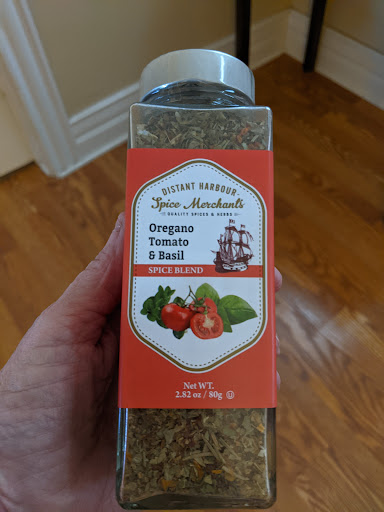 DISTANT HARBOUR
Spice Merchants
QUALITY SPICES & HERBS
Oregano
Tomato
& Basil
SPICE BLEND
Net WT.
2.82 oz / 80g U